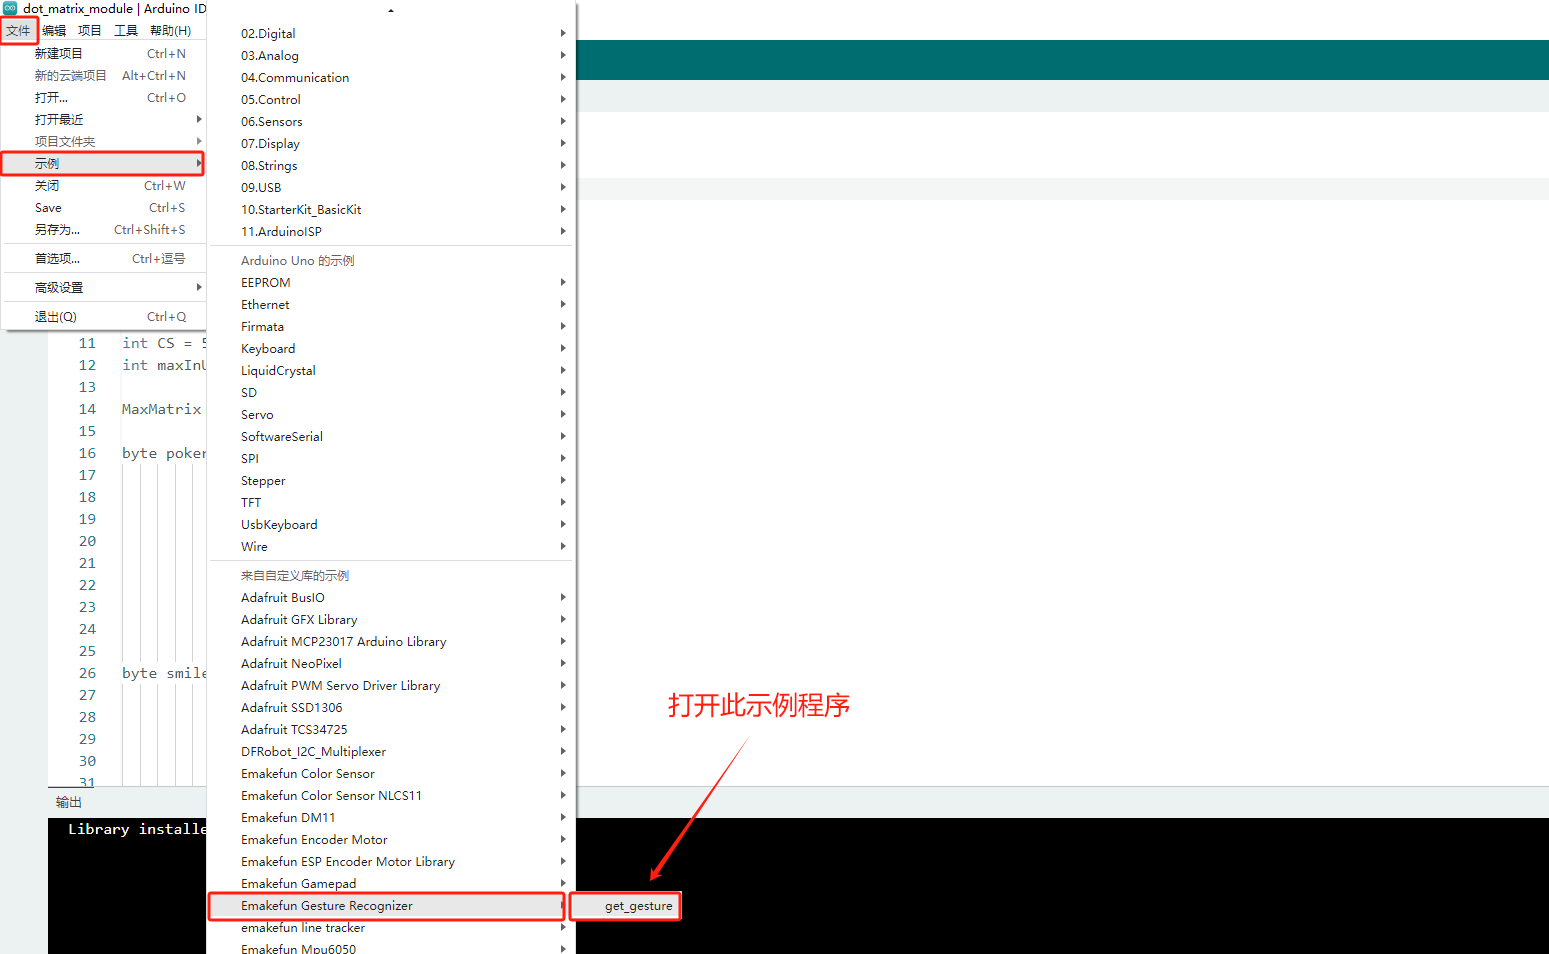 dot_matrix_module | Arduino ID
文件 编辑 项目 工具 帮助(H)
新建项目 Ctrl+N
新的云端项目 Alt+Ctrl+N
打开... Ctrl+O
打开最近
项目文件夹
示例
关闭 Ctrl+W
Save Ctrl+S
另存为... Ctrl+Shift+S
首选项... Ctrl+逗号
高级设置
退出(Q) Ctrl+Q
02.Digital
03.Analog
04.Communication
05.Control
06.Sensors
07.Display
08.Strings
09.USB
10.StarterKit_BasicKit
11.ArduinoISP
Arduino Uno 的示例
EEPROM
Ethernet
Firmata
Keyboard
LiquidCrystal
SD
Servo
SoftwareSerial
SPI
Stepper
TFT
UsbKeyboard
Wire
来自自定义库的示例
Adafruit BusIO
Adafruit GFX Library
Adafruit MCP23017 Arduino Library
Adafruit NeoPixel
Adafruit PWM Servo Driver Library
Adafruit SSD1306
Adafruit TCS34725
DFRobot_I2C_Multiplexer
Emakefun Color Sensor
Emakefun Color Sensor NLCS11
Emakefun DM11
Emakefun Encoder Motor
Emakefun ESP Encoder Motor Library
Emakefun Gamepad
Emakefun Gesture Recognizer
emakefun line tracker
Emakefun Mpu6050
get_gesture
打开此示例程序
11 int CS = 5
12 int maxInU
13
14 MaxMatrix
15
16 byte poker
17
18
19
20
21
22
23
24
25
26 byte smile
27
28
29
30
31
输出
Library installe